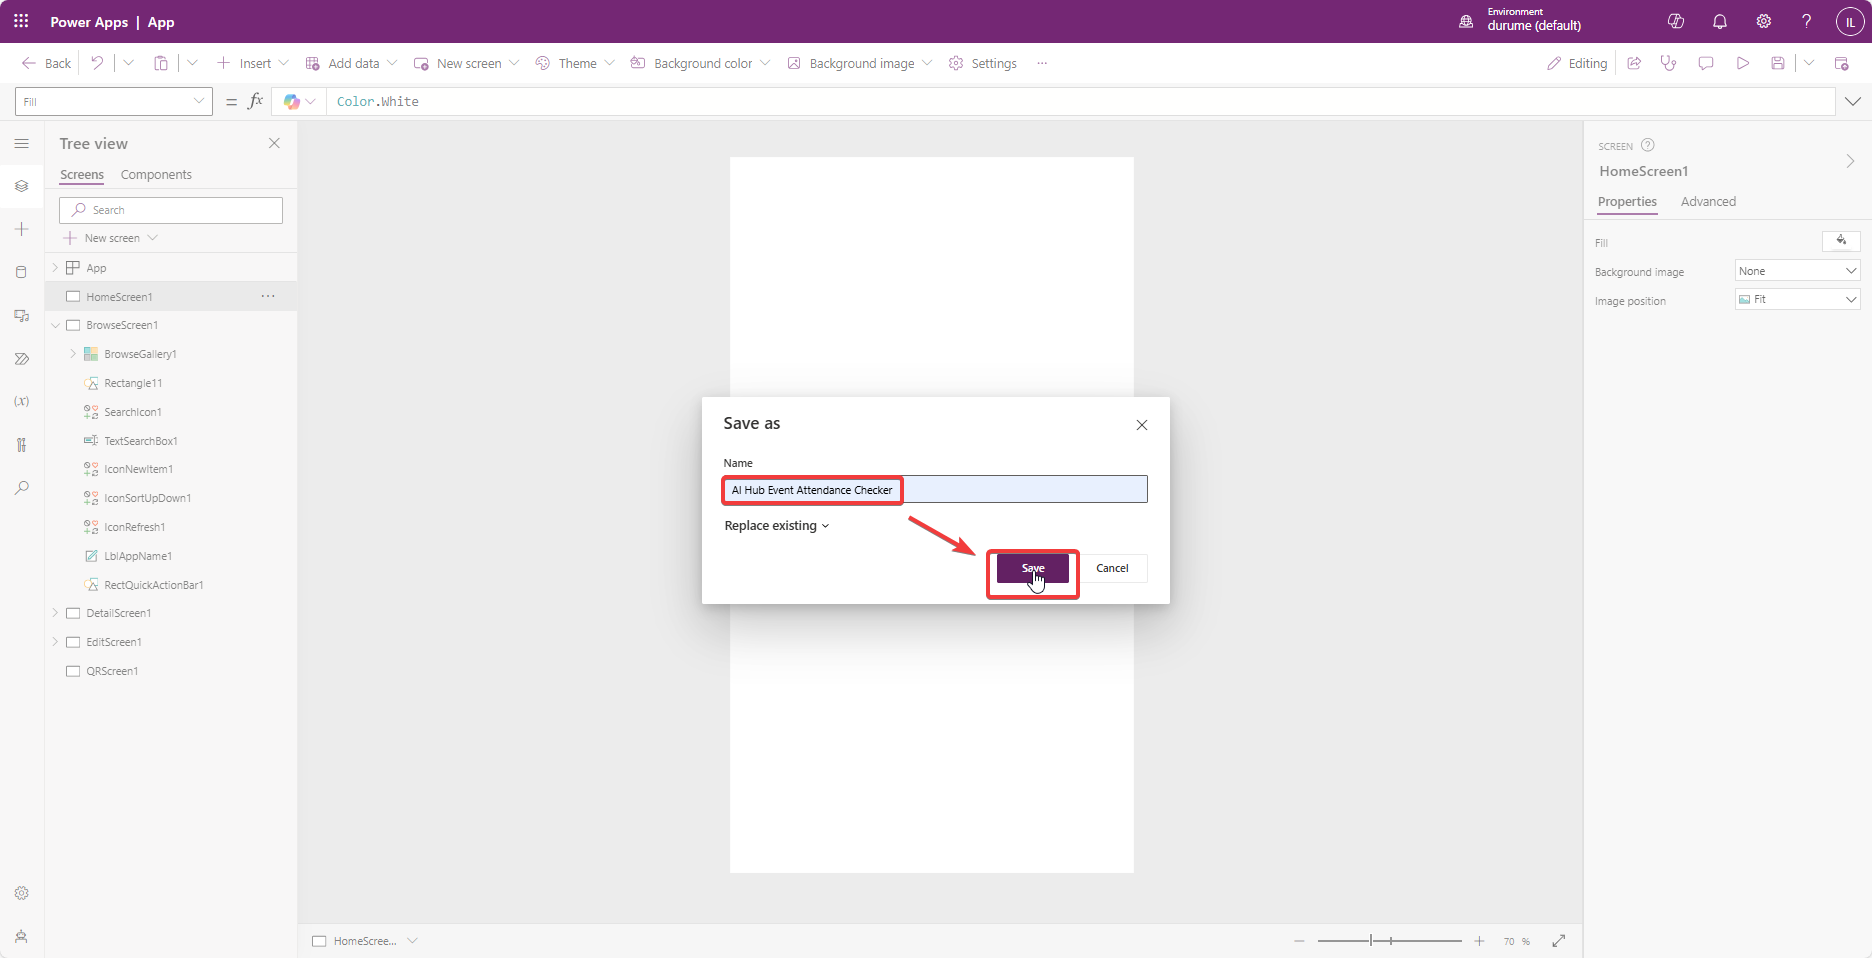 Power Apps | App
Environment
durume (default)
IL
Back
Insert
Add data
New screen
Theme
Background color
Background image
Settings
...
Editing
Fill
= fx
Color.White
Tree view
Screens
Components
Search
New screen
App
HomeScreen1
...
BrowseScreen1
BrowseGallery1
Rectangle11
SearchIcon1
TextSearchBox1
IconNewItem1
IconSortUpDown1
IconRefresh1
LblAppName1
RectQuickActionBar1
DetailScreen1
EditScreen1
QRScreen1
(x)
Save as
Name
AI Hub Event Attendance Checker
Replace existing
Save
Cancel
SCREEN
HomeScreen1
Properties
Advanced
Fill
Background image
None
Image position
Fit
HomeScree...
70 %